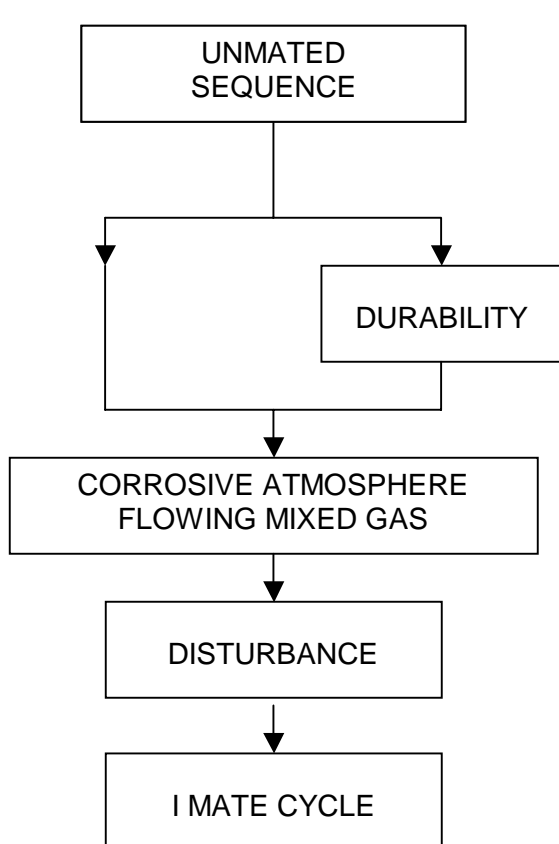 UNMATED
SEQUENCE
DURABILITY
CORROSIVE ATMOSPHERE
FLOWING MIXED GAS
DISTURBANCE
I MATE CYCLE